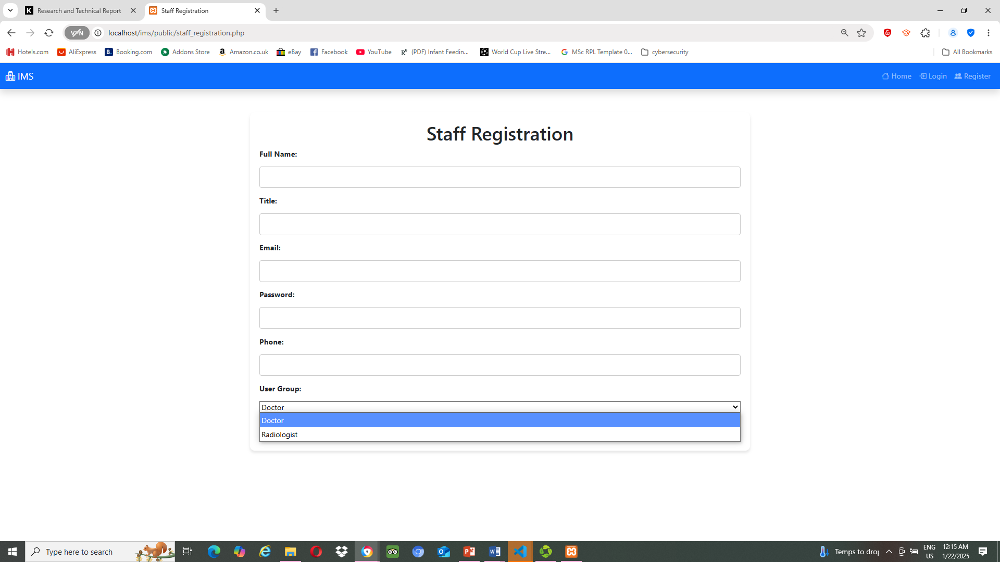 Research and Technical Report
Staff Registration
VPN
localhost/ims/public/staff_registration.php
Hotels.com
AliExpress
Booking.com
Addons Store
Amazon.co.uk
eBay
Facebook
YouTube
(PDF) Infant Feedin...
World Cup Live Stre...
MSc RPL Template 0...
cybersecurity
All Bookmarks
IMS
Home
Login
Register
Staff Registration
Full Name:
Title:
Email:
Password:
Phone:
User Group:
Doctor
Doctor
Radiologist
Type here to search
Temps to drop
ENG
US
12:15 AM
1/22/2025